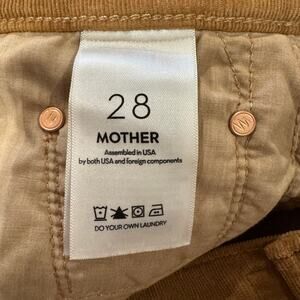 28
MOTHER
Assembled in USA
by both USA and foreign components
DO YOUR OWN LAUNDRY